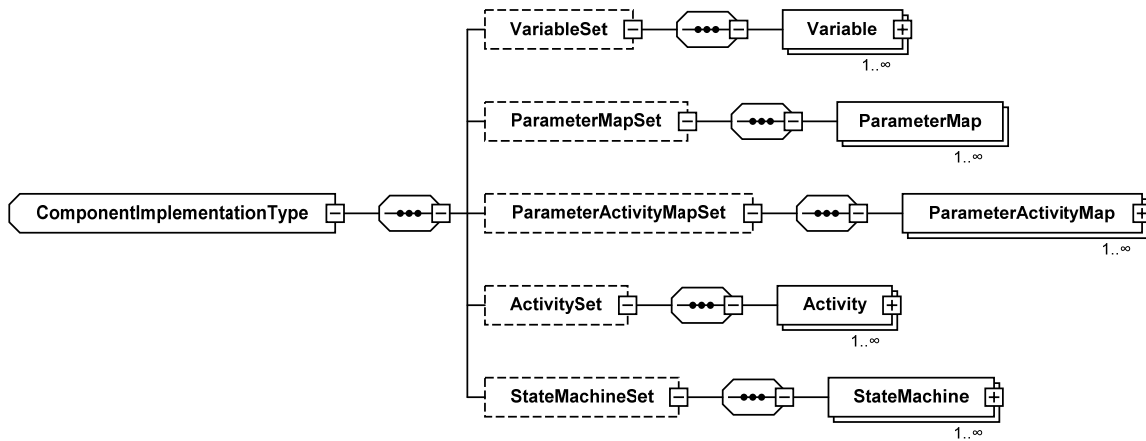 VariableSet
Variable
1..∞
ParameterMapSet
ParameterMap
1..∞
ComponentImplementationType
ParameterActivityMapSet
ParameterActivityMap
1..∞
ActivitySet
Activity
1..∞
StateMachineSet
StateMachine
1..∞